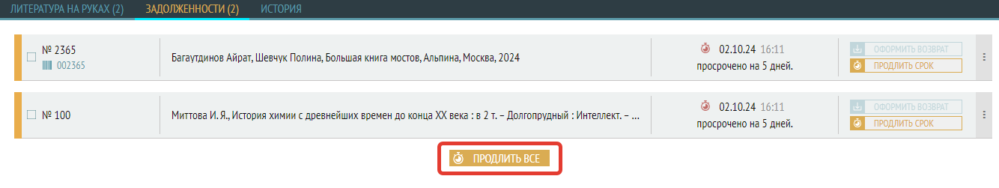 ЛИТЕРАТУРА НА РУКАХ (2) ЗАДОЛЖЕННОСТИ (2) ИСТОРИЯ
№ 2365
002365
Багаутдинов Айрат, Шевчук Полина, Большая книга мостов, Альпина, Москва, 2024
02.10.24 16:11
просрочено на 5 дней.
ОФОРМИТЬ ВОЗВРАТ
ПРОДЛИТЬ СРОК
№ 100
Миттова И. Я., История химии с древнейших времен до конца XX века : в 2 т. – Долгопрудный : Интеллект. – ...
02.10.24 16:11
просрочено на 5 дней.
ОФОРМИТЬ ВОЗВРАТ
ПРОДЛИТЬ СРОК
ПРОДЛИТЬ ВСЕ